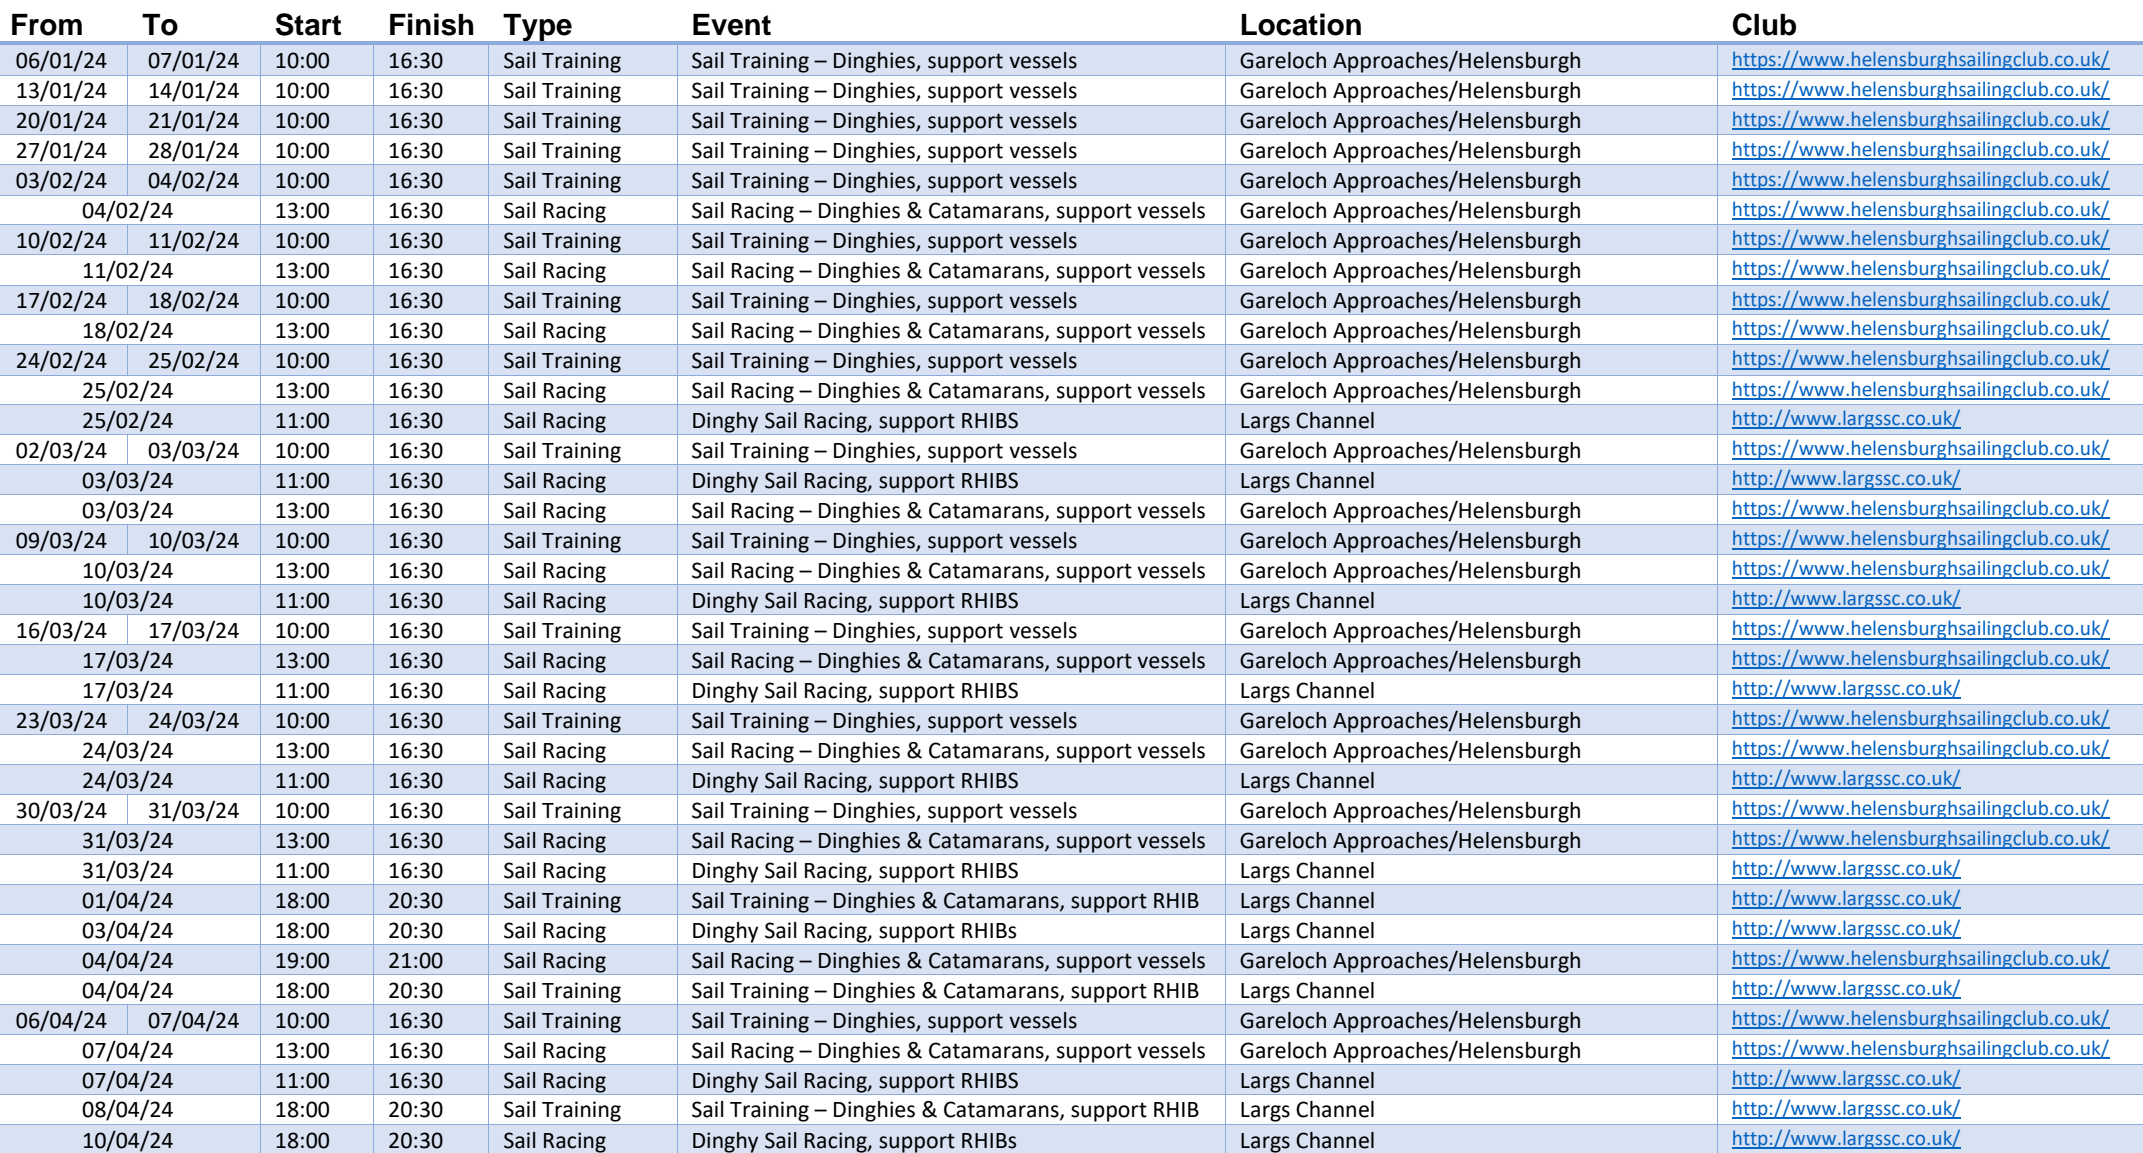 From To Start Finish Type Event Location Club
06/01/24 07/01/24 10:00 16:30 Sail Training Sail Training – Dinghies, support vessels Gareloch Approaches/Helensburgh https://www.helensburghsailingclub.co.uk/
13/01/24 14/01/24 10:00 16:30 Sail Training Sail Training – Dinghies, support vessels Gareloch Approaches/Helensburgh https://www.helensburghsailingclub.co.uk/
20/01/24 21/01/24 10:00 16:30 Sail Training Sail Training – Dinghies, support vessels Gareloch Approaches/Helensburgh https://www.helensburghsailingclub.co.uk/
27/01/24 28/01/24 10:00 16:30 Sail Training Sail Training – Dinghies, support vessels Gareloch Approaches/Helensburgh https://www.helensburghsailingclub.co.uk/
03/02/24 04/02/24 10:00 16:30 Sail Training Sail Training – Dinghies, support vessels Gareloch Approaches/Helensburgh https://www.helensburghsailingclub.co.uk/
04/02/24 13:00 16:30 Sail Racing Sail Racing – Dinghies & Catamarans, support vessels Gareloch Approaches/Helensburgh https://www.helensburghsailingclub.co.uk/
10/02/24 11/02/24 10:00 16:30 Sail Training Sail Training – Dinghies, support vessels Gareloch Approaches/Helensburgh https://www.helensburghsailingclub.co.uk/
11/02/24 13:00 16:30 Sail Racing Sail Racing – Dinghies & Catamarans, support vessels Gareloch Approaches/Helensburgh https://www.helensburghsailingclub.co.uk/
17/02/24 18/02/24 10:00 16:30 Sail Training Sail Training – Dinghies, support vessels Gareloch Approaches/Helensburgh https://www.helensburghsailingclub.co.uk/
18/02/24 13:00 16:30 Sail Racing Sail Racing – Dinghies & Catamarans, support vessels Gareloch Approaches/Helensburgh https://www.helensburghsailingclub.co.uk/
24/02/24 25/02/24 10:00 16:30 Sail Training Sail Training – Dinghies, support vessels Gareloch Approaches/Helensburgh https://www.helensburghsailingclub.co.uk/
25/02/24 13:00 16:30 Sail Racing Sail Racing – Dinghies & Catamarans, support vessels Gareloch Approaches/Helensburgh https://www.helensburghsailingclub.co.uk/
25/02/24 11:00 16:30 Sail Racing Dinghy Sail Racing, support RHIBS Largs Channel http://www.largssc.co.uk/
02/03/24 03/03/24 10:00 16:30 Sail Training Sail Training – Dinghies, support vessels Gareloch Approaches/Helensburgh https://www.helensburghsailingclub.co.uk/
03/03/24 11:00 16:30 Sail Racing Dinghy Sail Racing, support RHIBS Largs Channel http://www.largssc.co.uk/
03/03/24 13:00 16:30 Sail Racing Sail Racing – Dinghies & Catamarans, support vessels Gareloch Approaches/Helensburgh https://www.helensburghsailingclub.co.uk/
09/03/24 10/03/24 10:00 16:30 Sail Training Sail Training – Dinghies, support vessels Gareloch Approaches/Helensburgh https://www.helensburghsailingclub.co.uk/
10/03/24 13:00 16:30 Sail Racing Sail Racing – Dinghies & Catamarans, support vessels Gareloch Approaches/Helensburgh https://www.helensburghsailingclub.co.uk/
10/03/24 11:00 16:30 Sail Racing Dinghy Sail Racing, support RHIBS Largs Channel http://www.largssc.co.uk/
16/03/24 17/03/24 10:00 16:30 Sail Training Sail Training – Dinghies, support vessels Gareloch Approaches/Helensburgh https://www.helensburghsailingclub.co.uk/
17/03/24 13:00 16:30 Sail Racing Sail Racing – Dinghies & Catamarans, support vessels Gareloch Approaches/Helensburgh https://www.helensburghsailingclub.co.uk/
17/03/24 11:00 16:30 Sail Racing Dinghy Sail Racing, support RHIBS Largs Channel http://www.largssc.co.uk/
23/03/24 24/03/24 10:00 16:30 Sail Training Sail Training – Dinghies, support vessels Gareloch Approaches/Helensburgh https://www.helensburghsailingclub.co.uk/
24/03/24 13:00 16:30 Sail Racing Sail Racing – Dinghies & Catamarans, support vessels Gareloch Approaches/Helensburgh https://www.helensburghsailingclub.co.uk/
24/03/24 11:00 16:30 Sail Racing Dinghy Sail Racing, support RHIBS Largs Channel http://www.largssc.co.uk/
30/03/24 31/03/24 10:00 16:30 Sail Training Sail Training – Dinghies, support vessels Gareloch Approaches/Helensburgh https://www.helensburghsailingclub.co.uk/
31/03/24 13:00 16:30 Sail Racing Sail Racing – Dinghies & Catamarans, support vessels Gareloch Approaches/Helensburgh https://www.helensburghsailingclub.co.uk/
31/03/24 11:00 16:30 Sail Racing Dinghy Sail Racing, support RHIBS Largs Channel http://www.largssc.co.uk/
01/04/24 18:00 20:30 Sail Training Sail Training – Dinghies & Catamarans, support RHIB Largs Channel http://www.largssc.co.uk/
03/04/24 18:00 20:30 Sail Racing Dinghy Sail Racing, support RHIBs Largs Channel http://www.largssc.co.uk/
04/04/24 19:00 21:00 Sail Racing Sail Racing – Dinghies & Catamarans, support vessels Gareloch Approaches/Helensburgh https://www.helensburghsailingclub.co.uk/
04/04/24 18:00 20:30 Sail Training Sail Training – Dinghies & Catamarans, support RHIB Largs Channel http://www.largssc.co.uk/
06/04/24 07/04/24 10:00 16:30 Sail Training Sail Training – Dinghies, support vessels Gareloch Approaches/Helensburgh https://www.helensburghsailingclub.co.uk/
07/04/24 13:00 16:30 Sail Racing Sail Racing – Dinghies & Catamarans, support vessels Gareloch Approaches/Helensburgh https://www.helensburghsailingclub.co.uk/
07/04/24 11:00 16:30 Sail Racing Dinghy Sail Racing, support RHIBS Largs Channel http://www.largssc.co.uk/
08/04/24 18:00 20:30 Sail Training Sail Training – Dinghies & Catamarans, support RHIB Largs Channel http://www.largssc.co.uk/
10/04/24 18:00 20:30 Sail Racing Dinghy Sail Racing, support RHIBs Largs Channel http://www.largssc.co.uk/